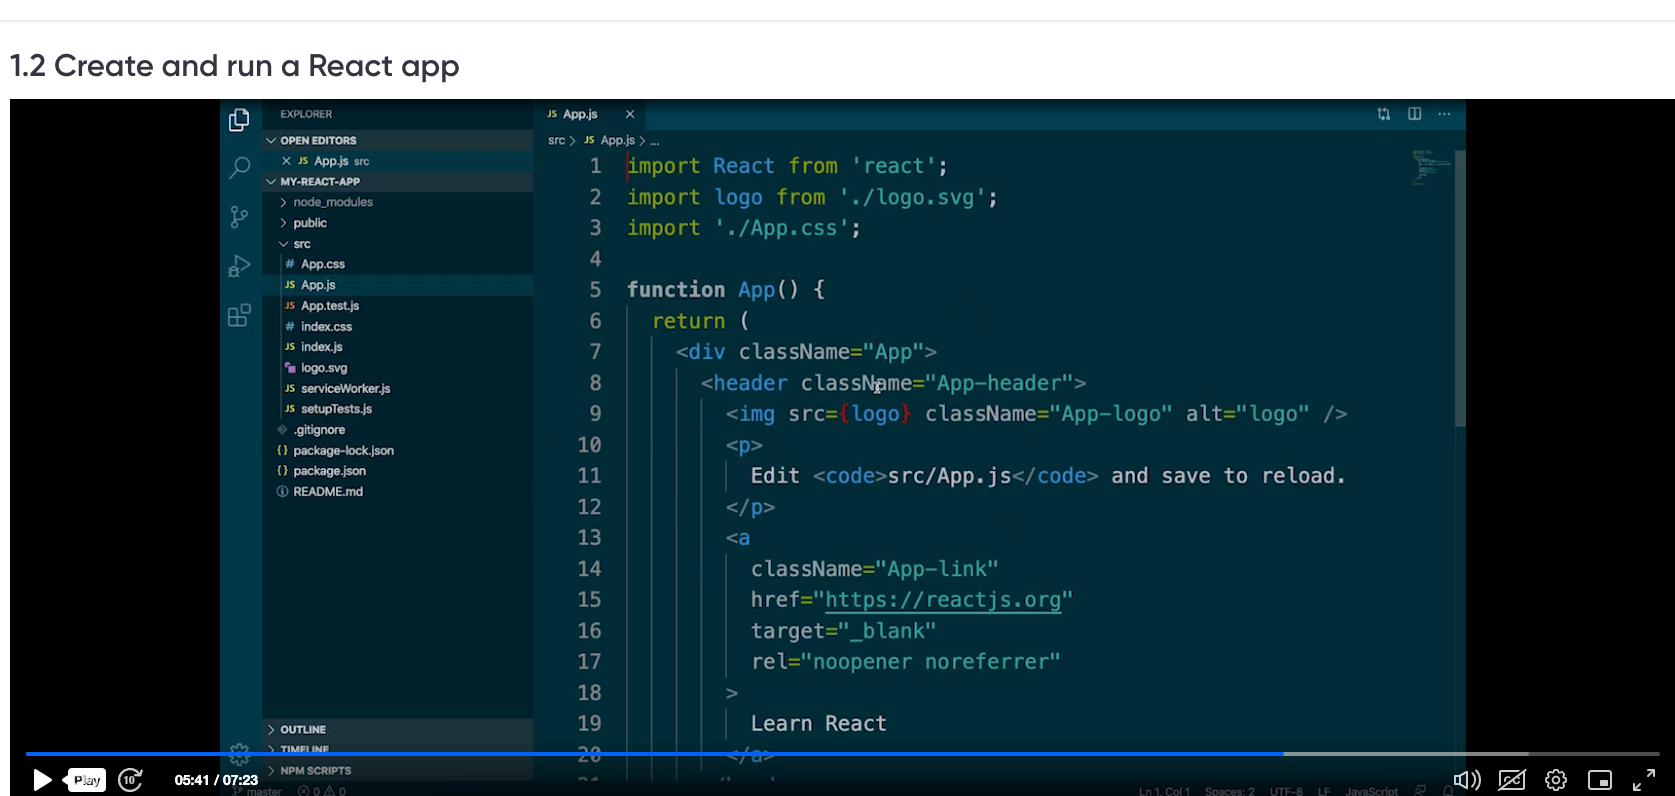 1.2 Create and run a React app
EXPLORER
OPEN EDITORS
JS App.js src
MY-REACT-APP
node_modules
public
src
# App.css
JS App.js
JS App.test.js
# index.css
JS index.js
logo.svg
JS serviceWorker.js
JS setupTests.js
.gitignore
{} package-lock.json
{} package.json
README.md
OUTLINE
TIMELINE
NPM SCRIPTS
JS App.js ×
src > JS App.js > ...
1 import React from 'react';
2 import logo from './logo.svg';
3 import './App.css';
4
5 function App() {
6 return (
7 <div className="App">
8 <header className="App-header">
9 <img src={logo} className="App-logo" alt="logo" />
10 <p>
11 Edit <code>src/App.js</code> and save to reload.
12 </p>
13 <a
14 className="App-link"
15 href="https://reactjs.org"
16 target="_blank"
17 rel="noopener noreferrer"
18 >
19 Learn React
20 </a>
Play 10 05:41 / 07:23
master 0 0 Ln 1, Col 1 Spaces: 2 UTF-8 LF JavaScript